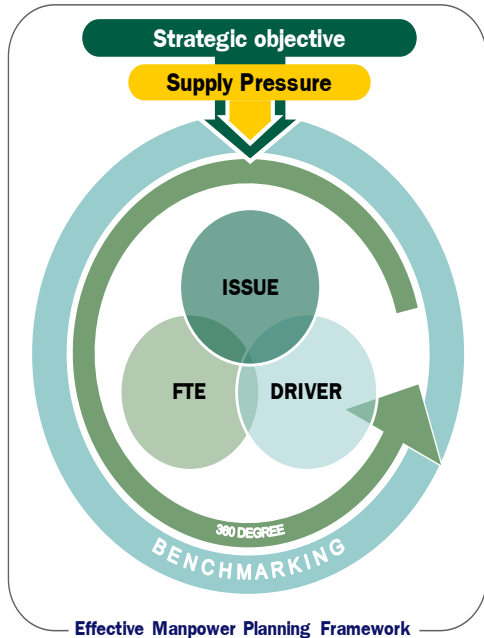 Strategic objective
Supply Pressure
ISSUE
FTE
DRIVER
360 DEGREE
BENCHMARKING
Effective Manpower Planning Framework